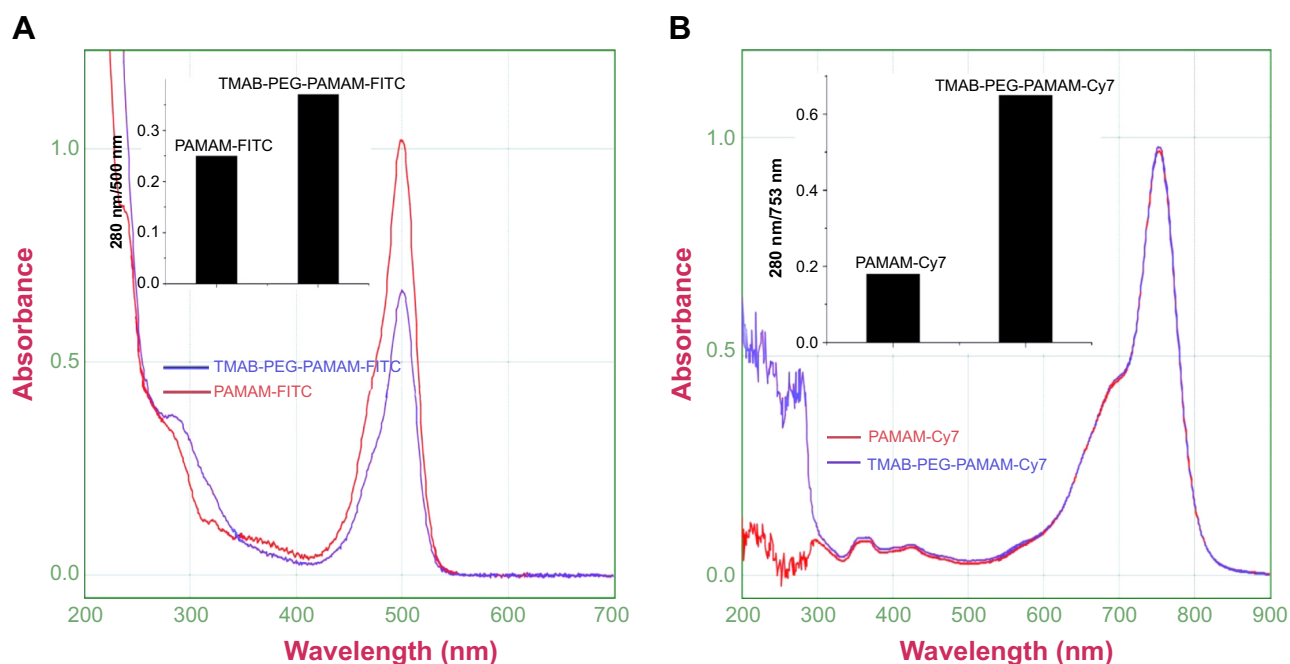 A
TMAB-PEG-PAMAM-FITC
PAMAM-FITC
280 nm/500 nm
0.3
0.2
0.1
0.0
1.0
0.5
0.0
Absorbance
TMAB-PEG-PAMAM-FITC
PAMAM-FITC
200 300 400 500 600 700
Wavelength (nm)
B
TMAB-PEG-PAMAM-Cy7
PAMAM-Cy7
280 nm/753 nm
0.6
0.4
0.2
0.0
1.0
0.5
0.0
Absorbance
PAMAM-Cy7
TMAB-PEG-PAMAM-Cy7
200 300 400 500 600 700 800 900
Wavelength (nm)